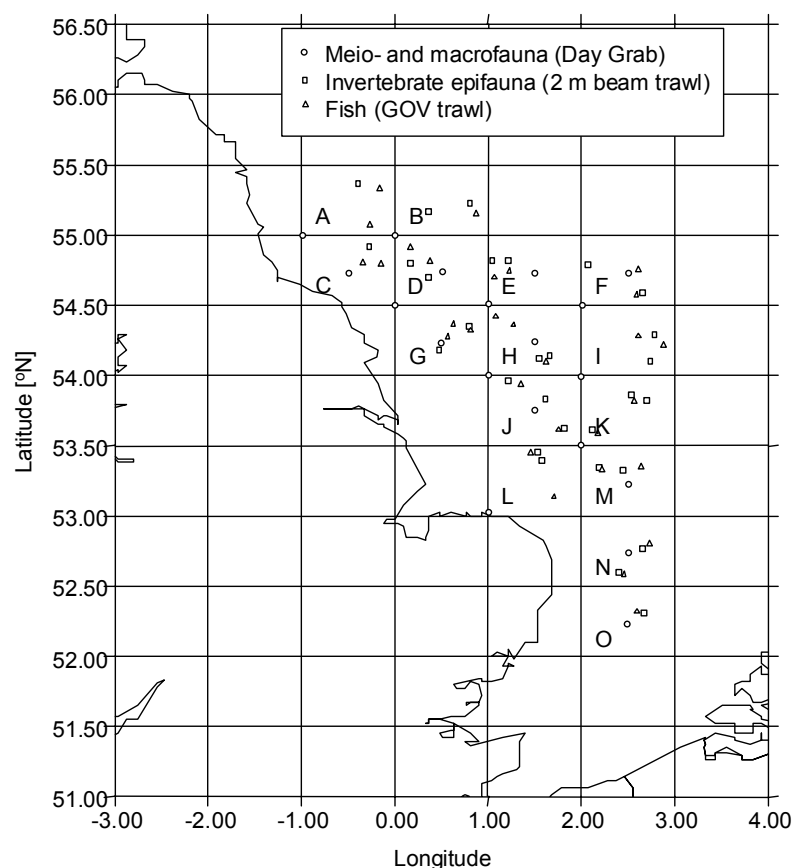 56.50
Meio- and macrofauna (Day Grab)
Invertebrate epifauna (2 m beam trawl)
Fish (GOV trawl)
56.00
55.50
A B
55.00
C D E F
54.50
G H I
54.00
J K
53.50
L M
53.00
N
52.50
O
52.00
51.50
51.00
-3.00 -2.00 -1.00 0.00 1.00 2.00 3.00 4.00
Latitude [ºN]
Longitude